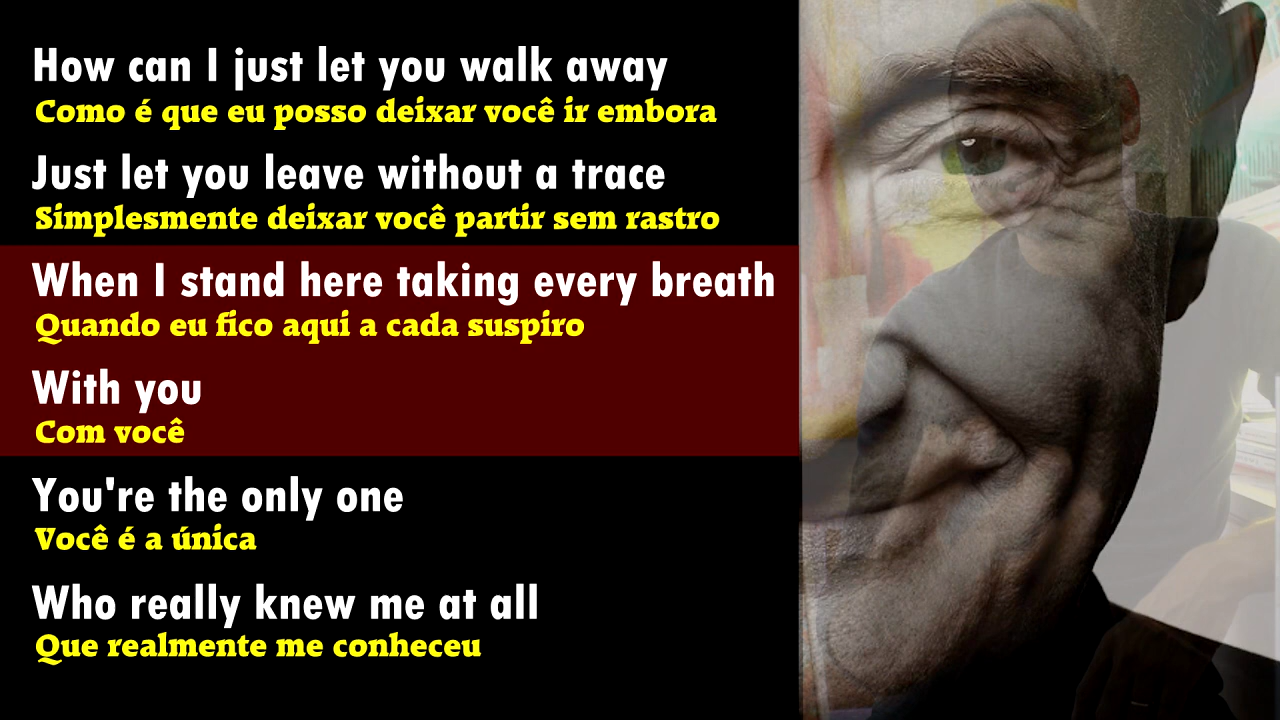 How can I just let you walk away
Como é que eu posso deixar você ir embora
Just let you leave without a trace
Simplesmente deixar você partir sem rastro
When I stand here taking every breath
Quando eu fico aqui a cada suspiro
With you
Com você
You're the only one
Você é a única
Who really knew me at all
Que realmente me conheceu